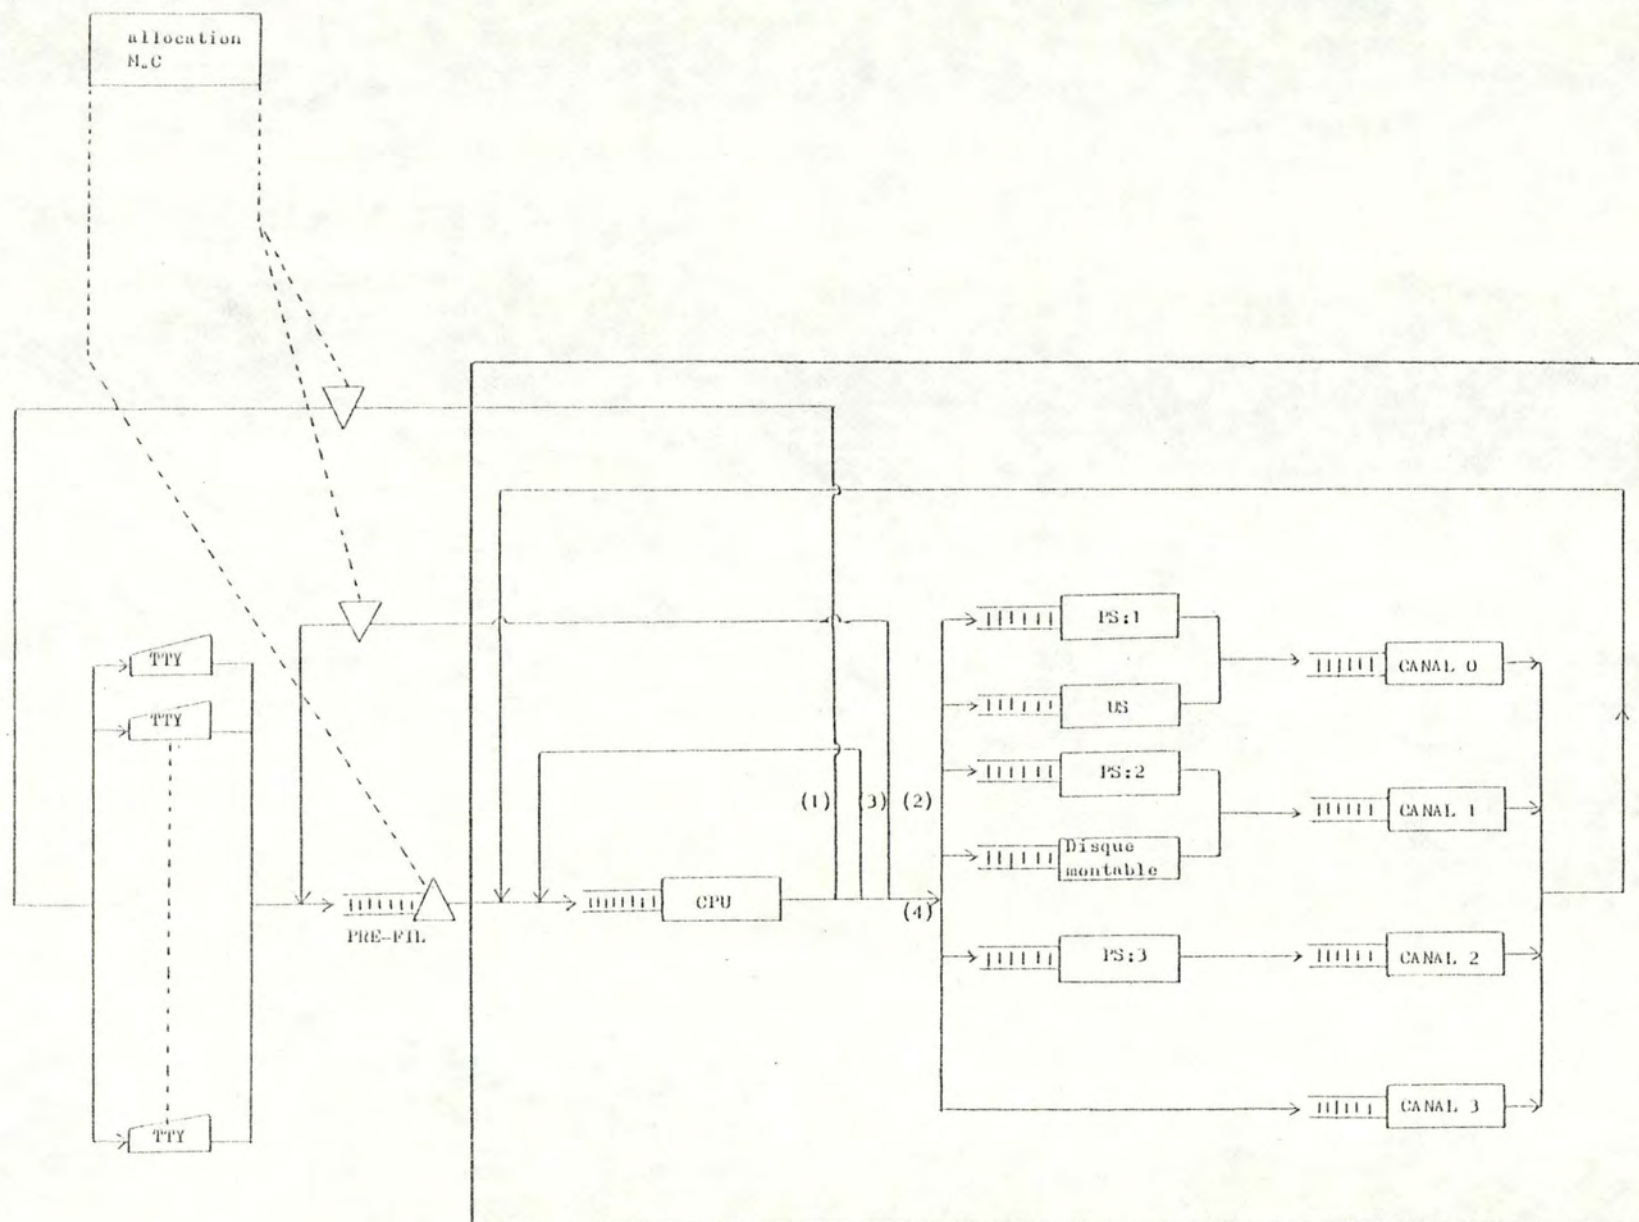 allocation
M.C
TTY
TTY
TTY
PRE-FIL
CPU
(1)
(3)
(2)
(4)
PS:1
US
PS:2
Disque
montable
PS:3
CANAL 0
CANAL 1
CANAL 2
CANAL 3